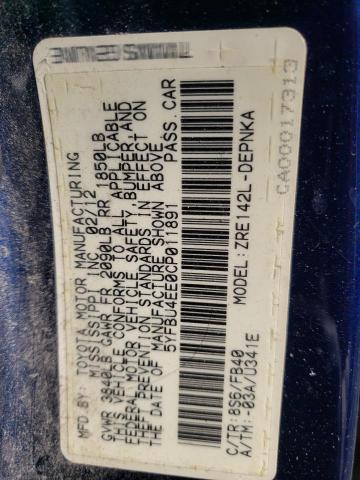 MFD.BY: TOYOTA MOTOR MANUFACTURING
MISSISSIPPI INC. 02/12
GVWR 3840LB GAWR FR 2090LB RR 1850LB
THIS VEHICLE CONFORMS TO ALL APPLICABLE
FEDERAL MOTOR VEHICLE SAFETY, BUMPER, AND
THEFT PREVENTION STANDARDS IN EFFECT ON
THE DATE OF MANUFACTURE SHOWN ABOVE.
5YFBU4EE0CP011891 PASS.CAR
C/TR: 8S6/FB40 ZRE142L-DEPNKA
A/TM: -03A/U341E
CA00017313